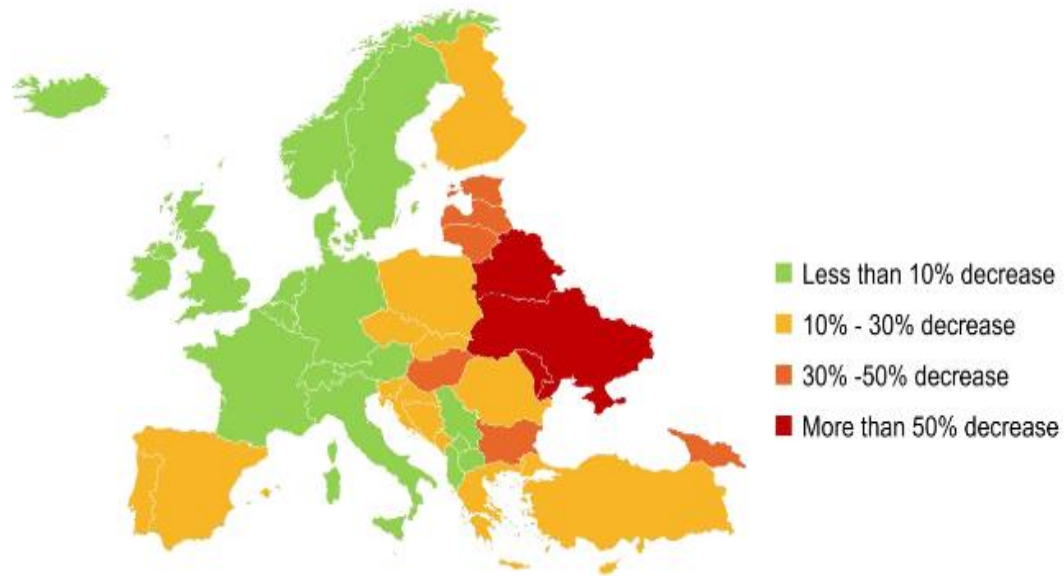 Less than 10% decrease
10% - 30% decrease
30% -50% decrease
More than 50% decrease